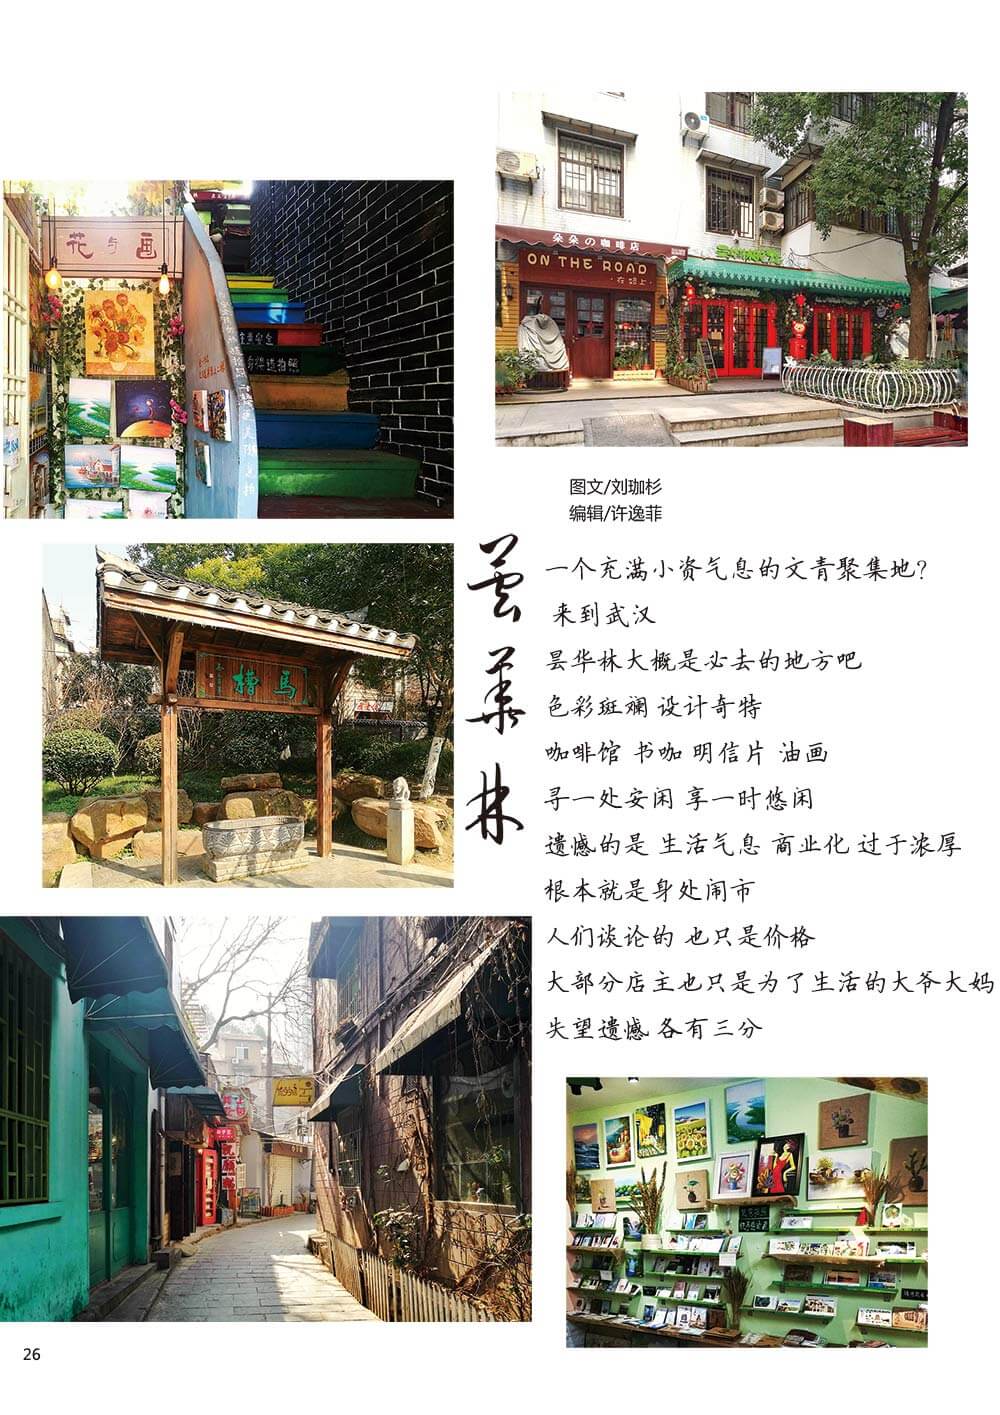 花与画
朵朵の咖啡店
ON THE ROAD
·在路上·
图文/刘珈杉
编辑/许逸菲
昙华林
一个充满小资气息的文青聚集地?
来到武汉
昙华林大概是必去的地方吧
色彩斑斓 设计奇特
咖啡馆 书咖 明信片 油画
寻一处安闲 享一时悠闲
遗憾的是 生活气息 商业化 过于浓厚
根本就是身处闹市
人们谈论的 也只是价格
大部分店主也只是为了生活的大爷大妈
失望遗憾 各有三分
馬槽
26